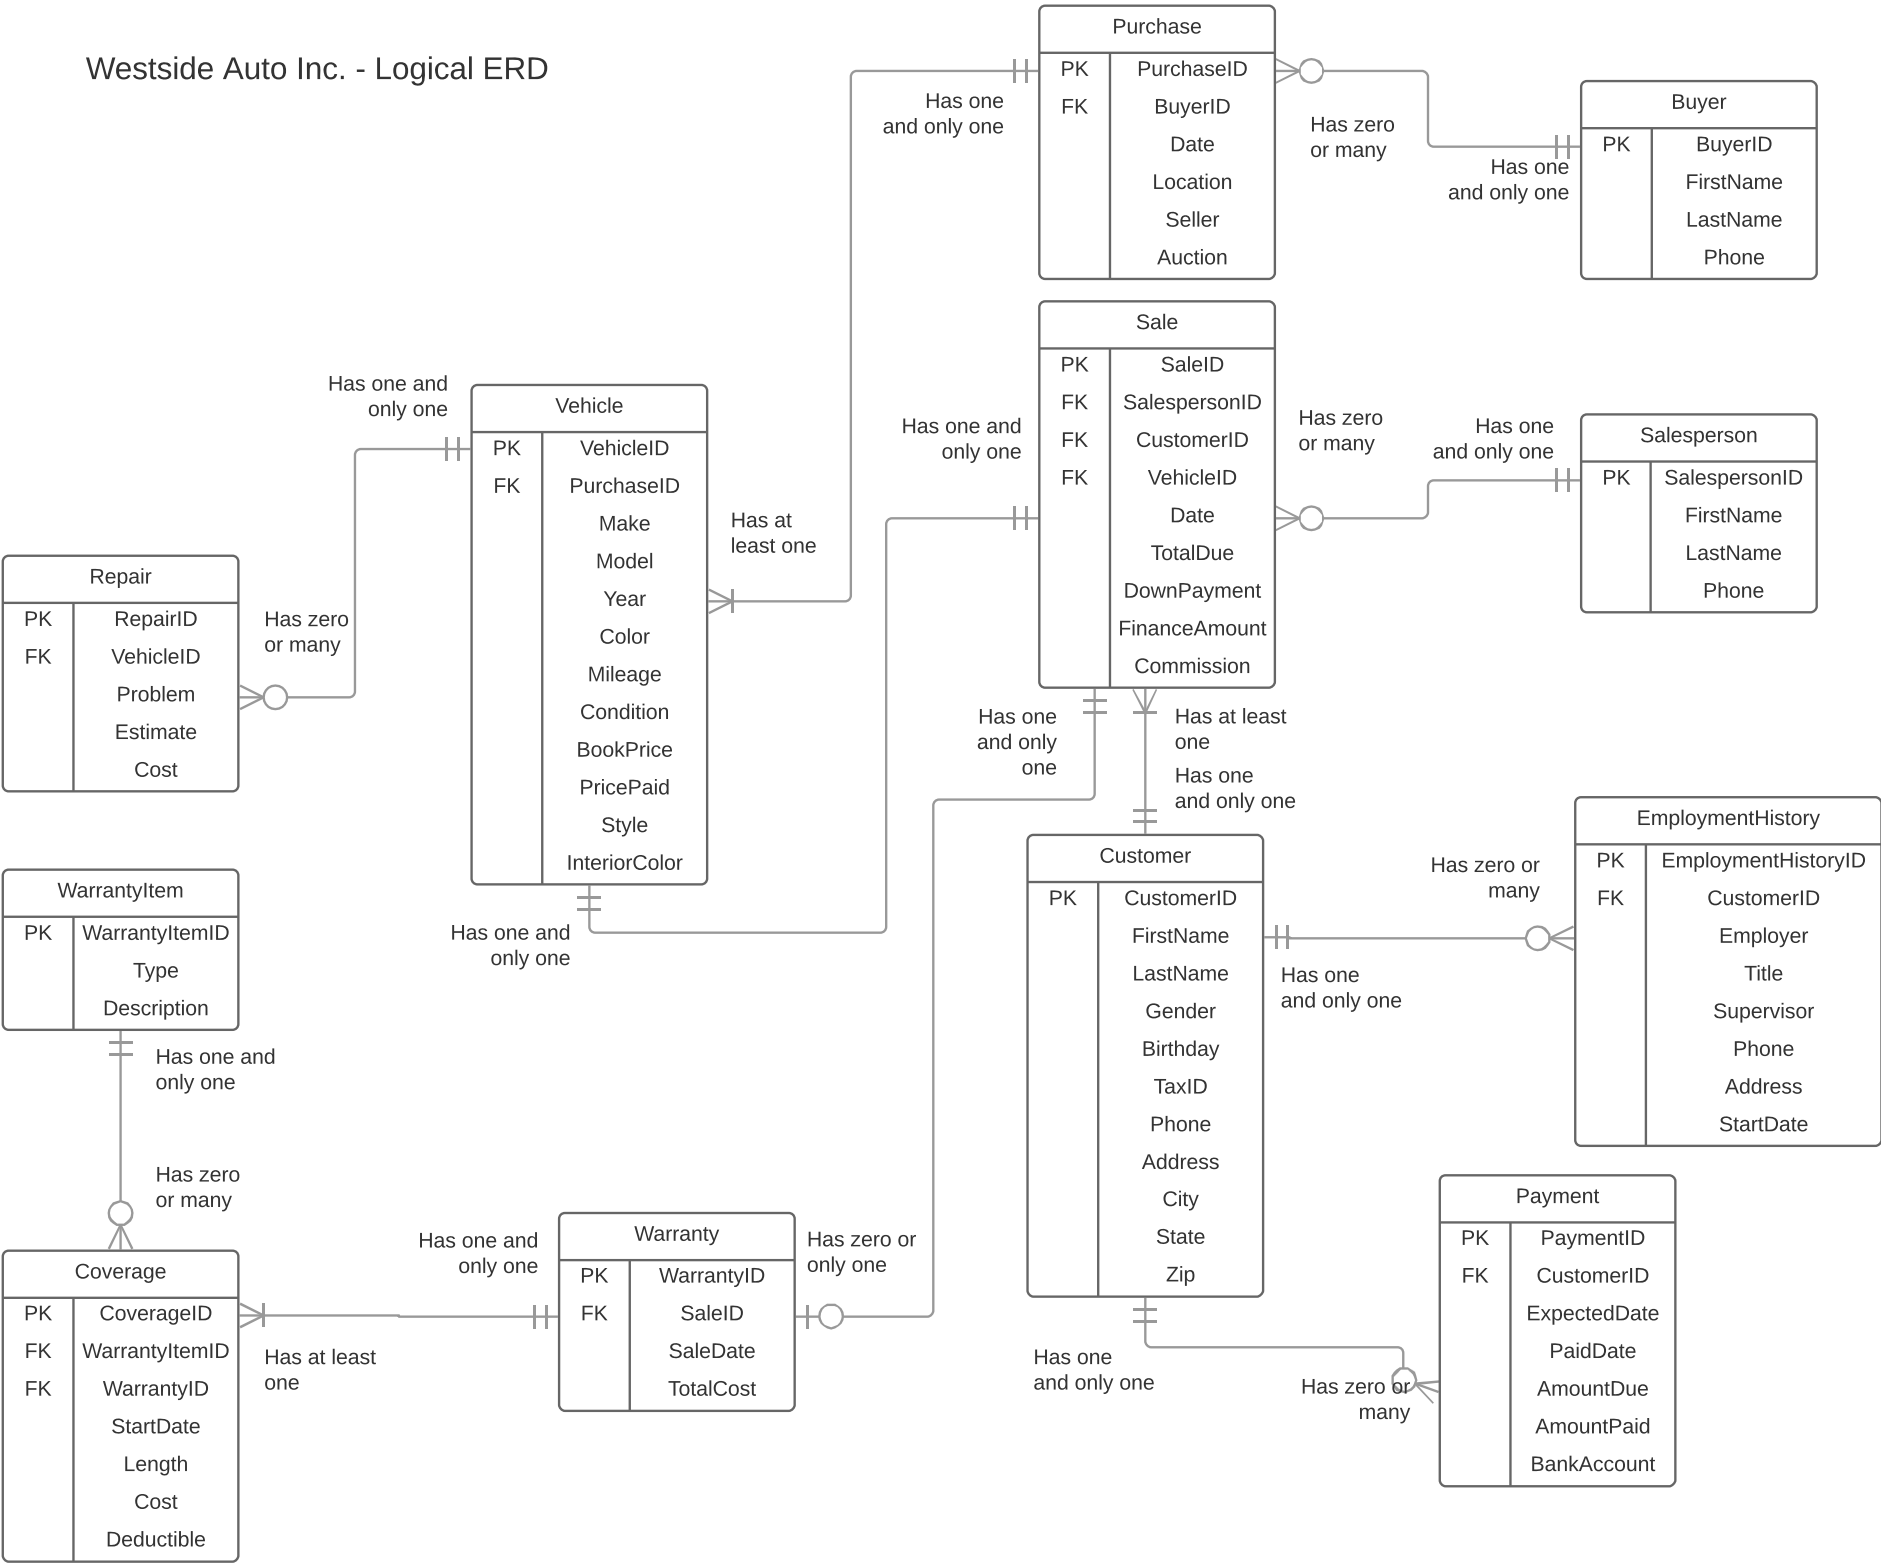 Westside Auto Inc. - Logical ERD
Purchase
PK PurchaseID
FK BuyerID
Date
Location
Seller
Auction
Has one
and only one
Has zero
or many
Has one
and only one
Buyer
PK BuyerID
FirstName
LastName
Phone
Sale
PK SaleID
FK SalespersonID
FK CustomerID
FK VehicleID
Date
TotalDue
DownPayment
FinanceAmount
Commission
Has one and
only one
Has zero
or many
Has one
and only one
Salesperson
PK SalespersonID
FirstName
LastName
Phone
Has one and
only one
Vehicle
PK VehicleID
FK PurchaseID
Make
Model
Year
Color
Mileage
Condition
BookPrice
PricePaid
Style
InteriorColor
Has at
least one
Has one and
only one
Repair
PK RepairID
FK VehicleID
Problem
Estimate
Cost
Has zero
or many
Has one
and only
one
Has at least
one
Has one
and only one
Customer
PK CustomerID
FirstName
LastName
Gender
Birthday
TaxID
Phone
Address
City
State
Zip
Has zero or
many
Has one
and only one
EmploymentHistory
PK EmploymentHistoryID
FK CustomerID
Employer
Title
Supervisor
Phone
Address
StartDate
WarrantyItem
PK WarrantyItemID
Type
Description
Has one and
only one
Has zero
or many
Coverage
PK CoverageID
FK WarrantyItemID
FK WarrantyID
StartDate
Length
Cost
Deductible
Has at least
one
Has one and
only one
Warranty
PK WarrantyID
FK SaleID
SaleDate
TotalCost
Has zero or
only one
Has one
and only one
Has zero or
many
Payment
PK PaymentID
FK CustomerID
ExpectedDate
PaidDate
AmountDue
AmountPaid
BankAccount